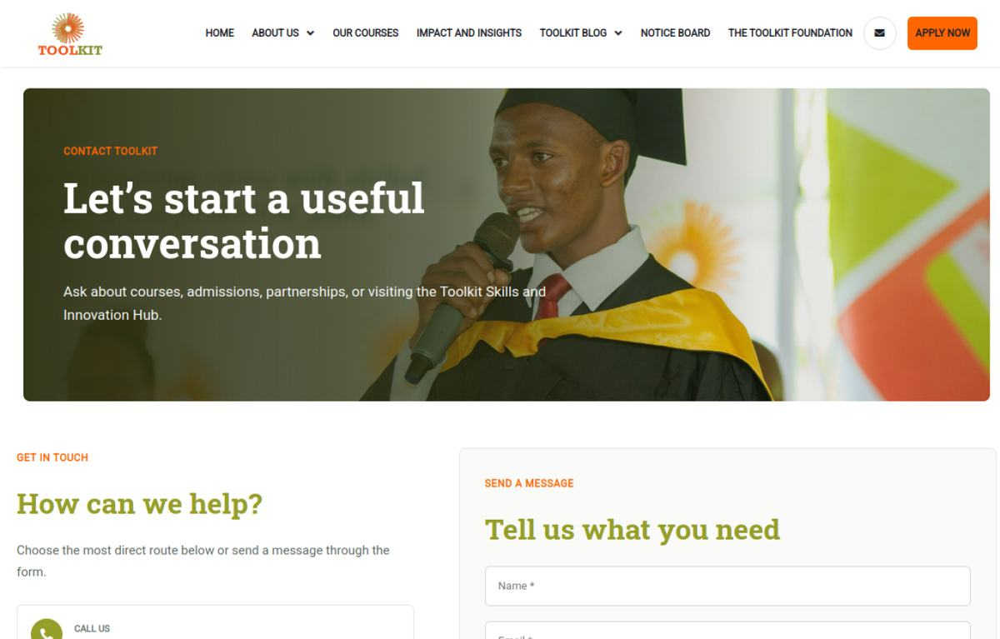 TOOLKIT
HOME
ABOUT US
OUR COURSES
IMPACT AND INSIGHTS
TOOLKIT BLOG
NOTICE BOARD
THE TOOLKIT FOUNDATION
APPLY NOW
CONTACT TOOLKIT
Let’s start a useful
conversation
Ask about courses, admissions, partnerships, or visiting the Toolkit Skills and
Innovation Hub.
GET IN TOUCH
How can we help?
Choose the most direct route below or send a message through the
form.
CALL US
SEND A MESSAGE
Tell us what you need
Name *
Email *